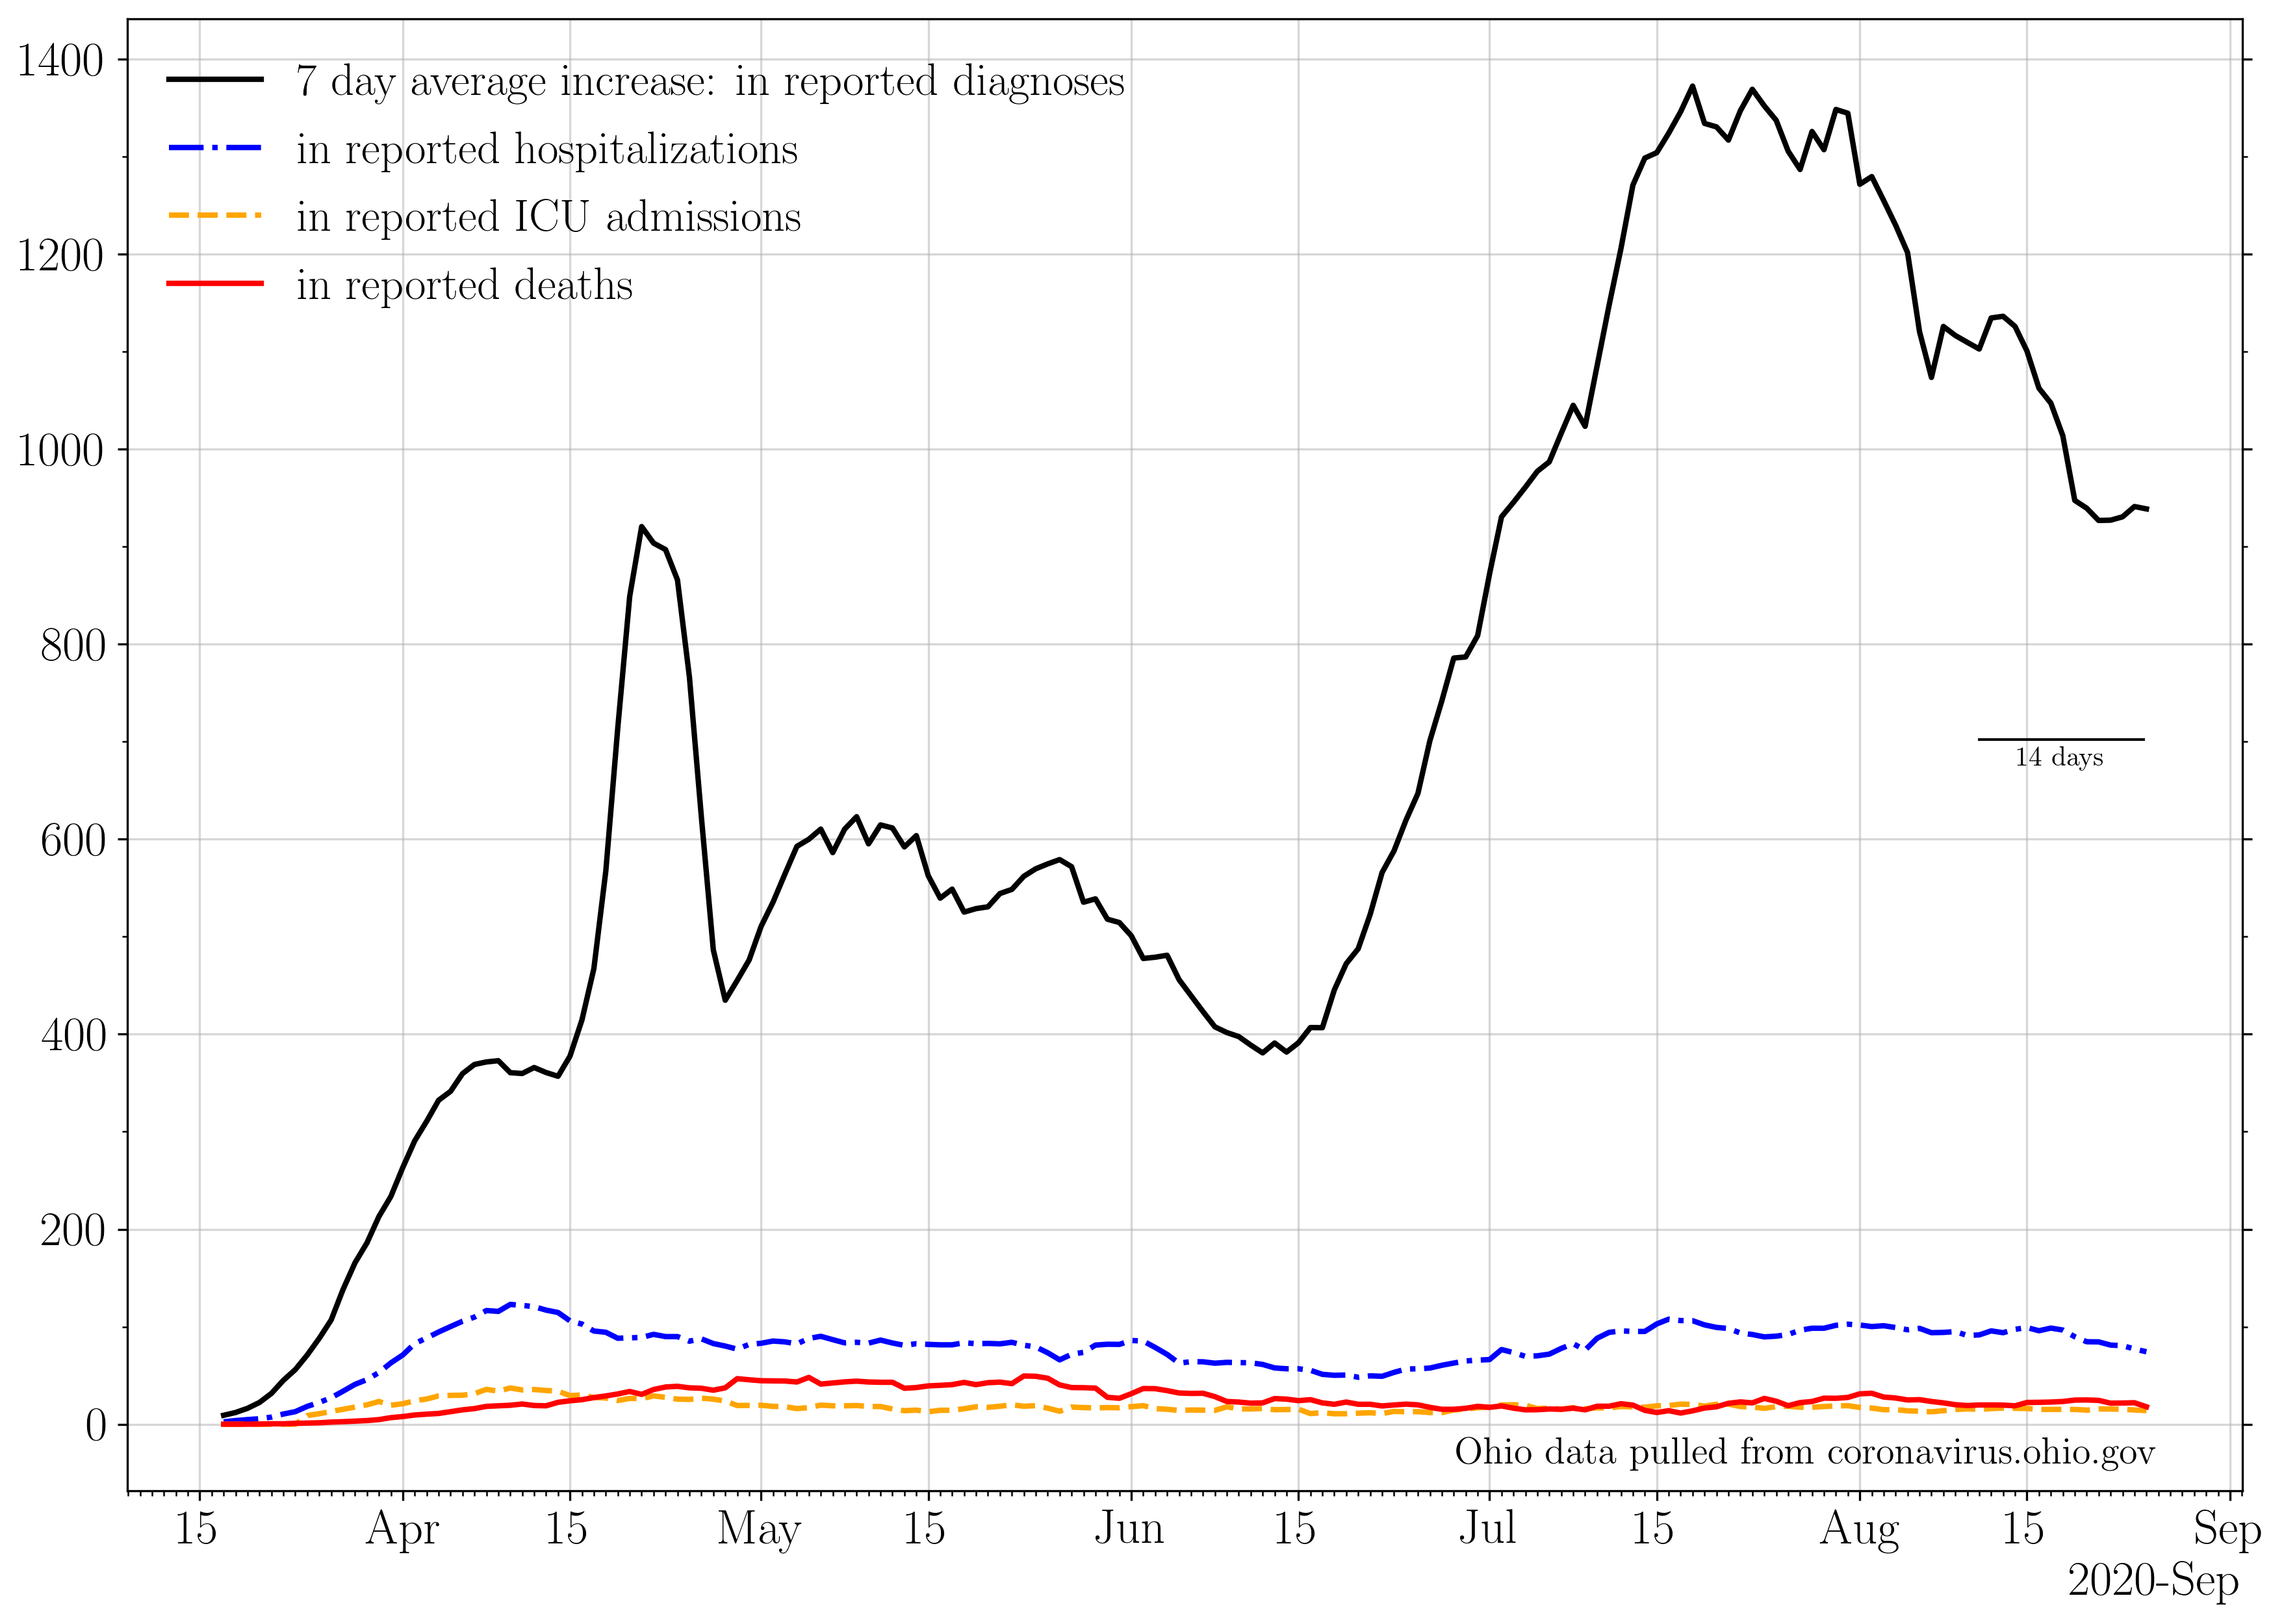 1400
7 day average increase: in reported diagnoses
in reported hospitalizations
in reported ICU admissions
1200
in reported deaths
1000
800
14 days
600
400
200
0
Ohio data pulled from coronavirus.ohio.gov
15 Apr 15 May 15 Jun 15 Jul 15 Aug 15 Sep
2020-Sep